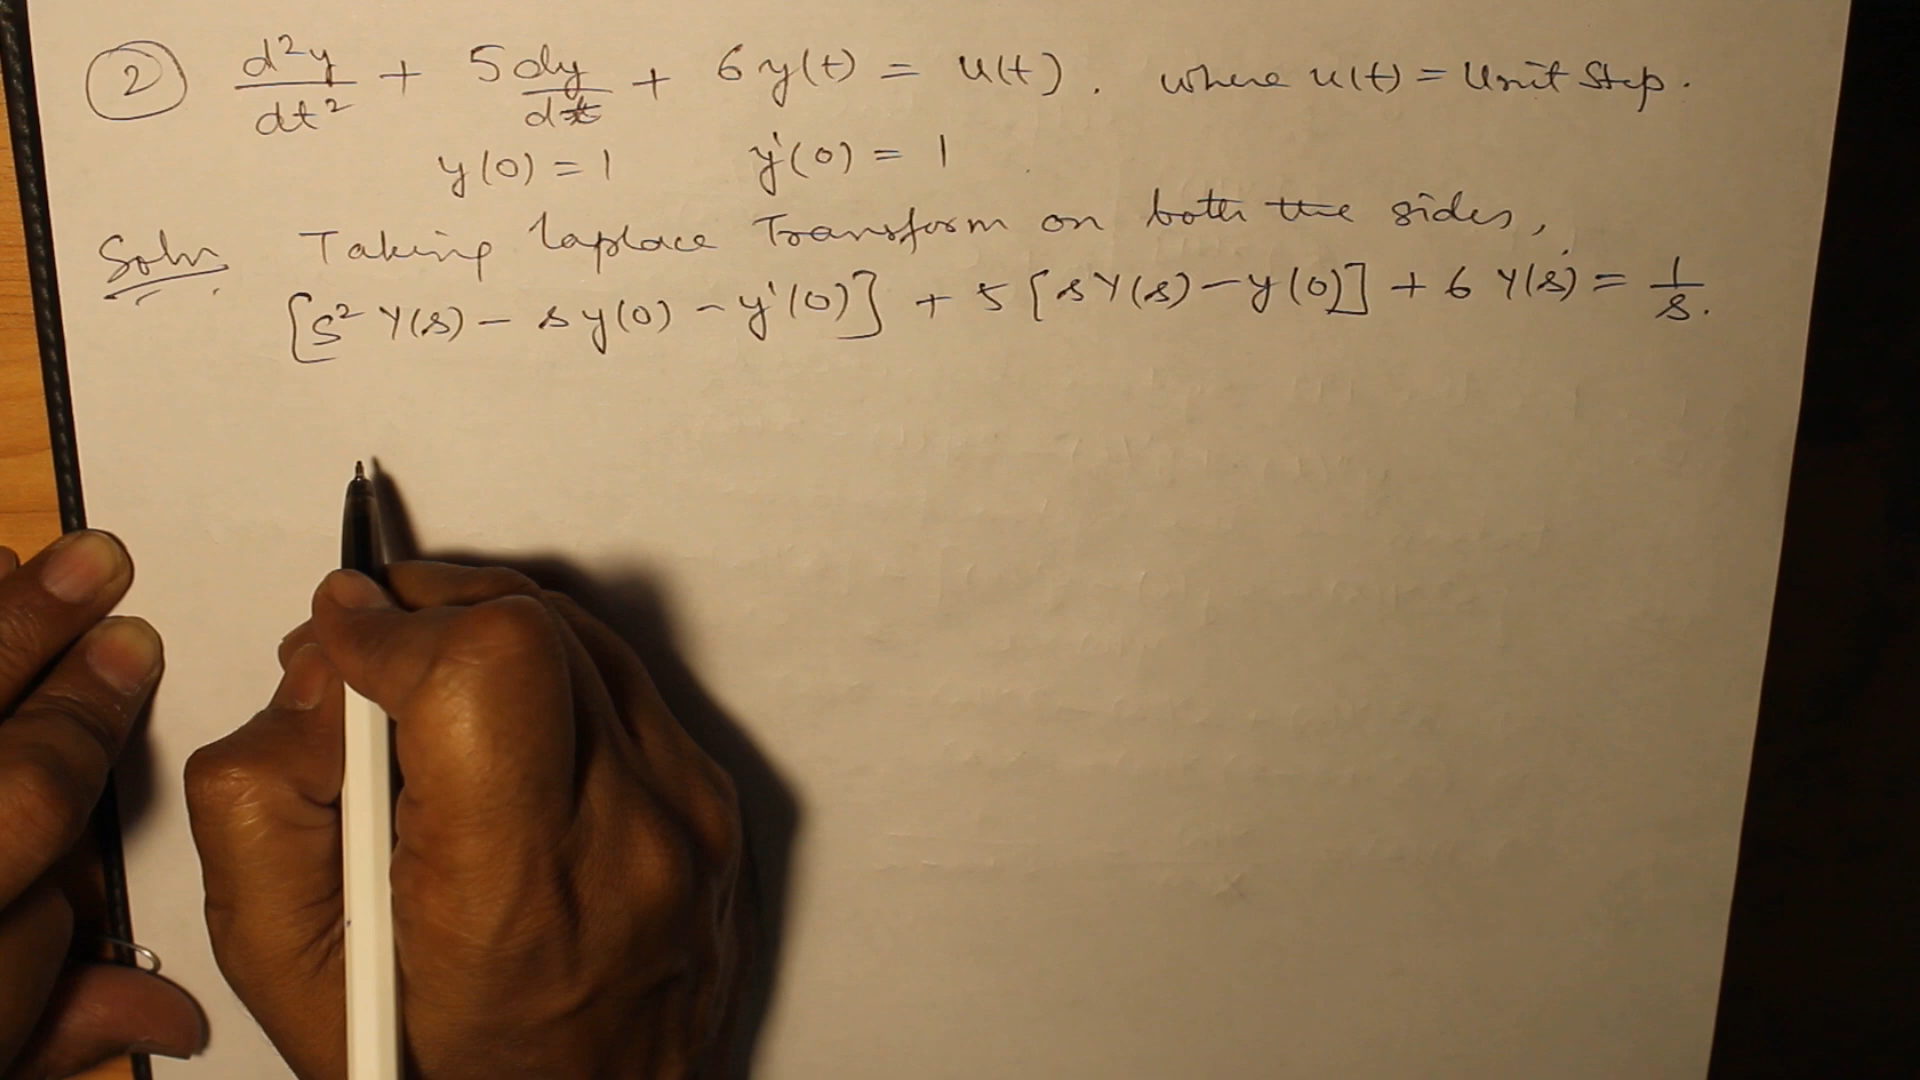 ② d²y/dt² + 5 dy/dt + 6 y(t) = u(t). where u(t) = Unit Step.
y(0) = 1 y'(0) = 1
Soln Taking Laplace Transform on both the sides,
[s² Y(s) - s y(0) - y'(0)] + 5 [s Y(s) - y(0)] + 6 Y(s) = 1/s.